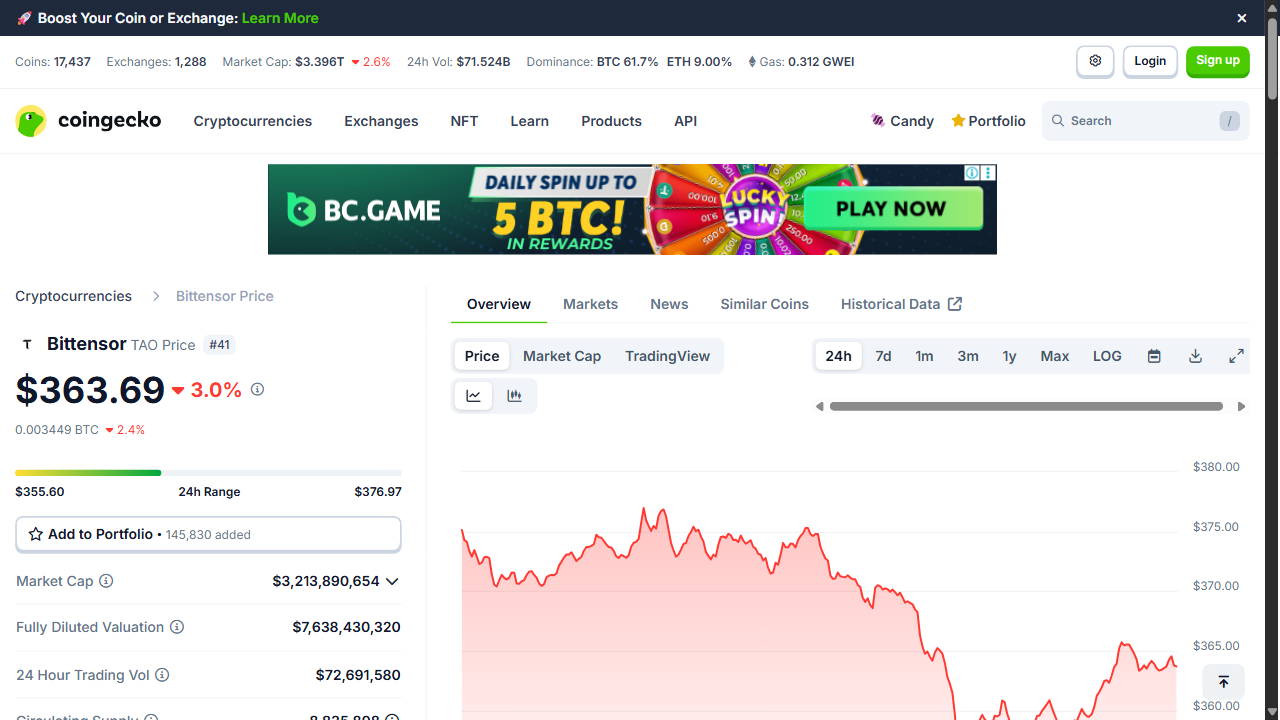 🚀 Boost Your Coin or Exchange: Learn More
Coins: 17,437 Exchanges: 1,288 Market Cap: $3.396T 2.6% 24h Vol: $71.524B Dominance: BTC 61.7% ETH 9.00% Gas: 0.312 GWEI
Login
Sign up
coingecko
Cryptocurrencies Exchanges NFT Learn Products API
Candy Portfolio Search /
BC.GAME
DAILY SPIN UP TO
5 BTC!
IN REWARDS
LUCKY
SPIN!
PLAY NOW
Cryptocurrencies > Bittensor Price
Bittensor TAO Price #41
$363.69 3.0%
0.003449 BTC 2.4%
$355.60 24h Range $376.97
Add to Portfolio • 145,830 added
Market Cap $3,213,890,654
Fully Diluted Valuation $7,638,430,320
24 Hour Trading Vol $72,691,580
Circulating Supply 8,835,808
Overview Markets News Similar Coins Historical Data
Price Market Cap TradingView
24h 7d 1m 3m 1y Max LOG
$380.00
$375.00
$370.00
$365.00
$360.00